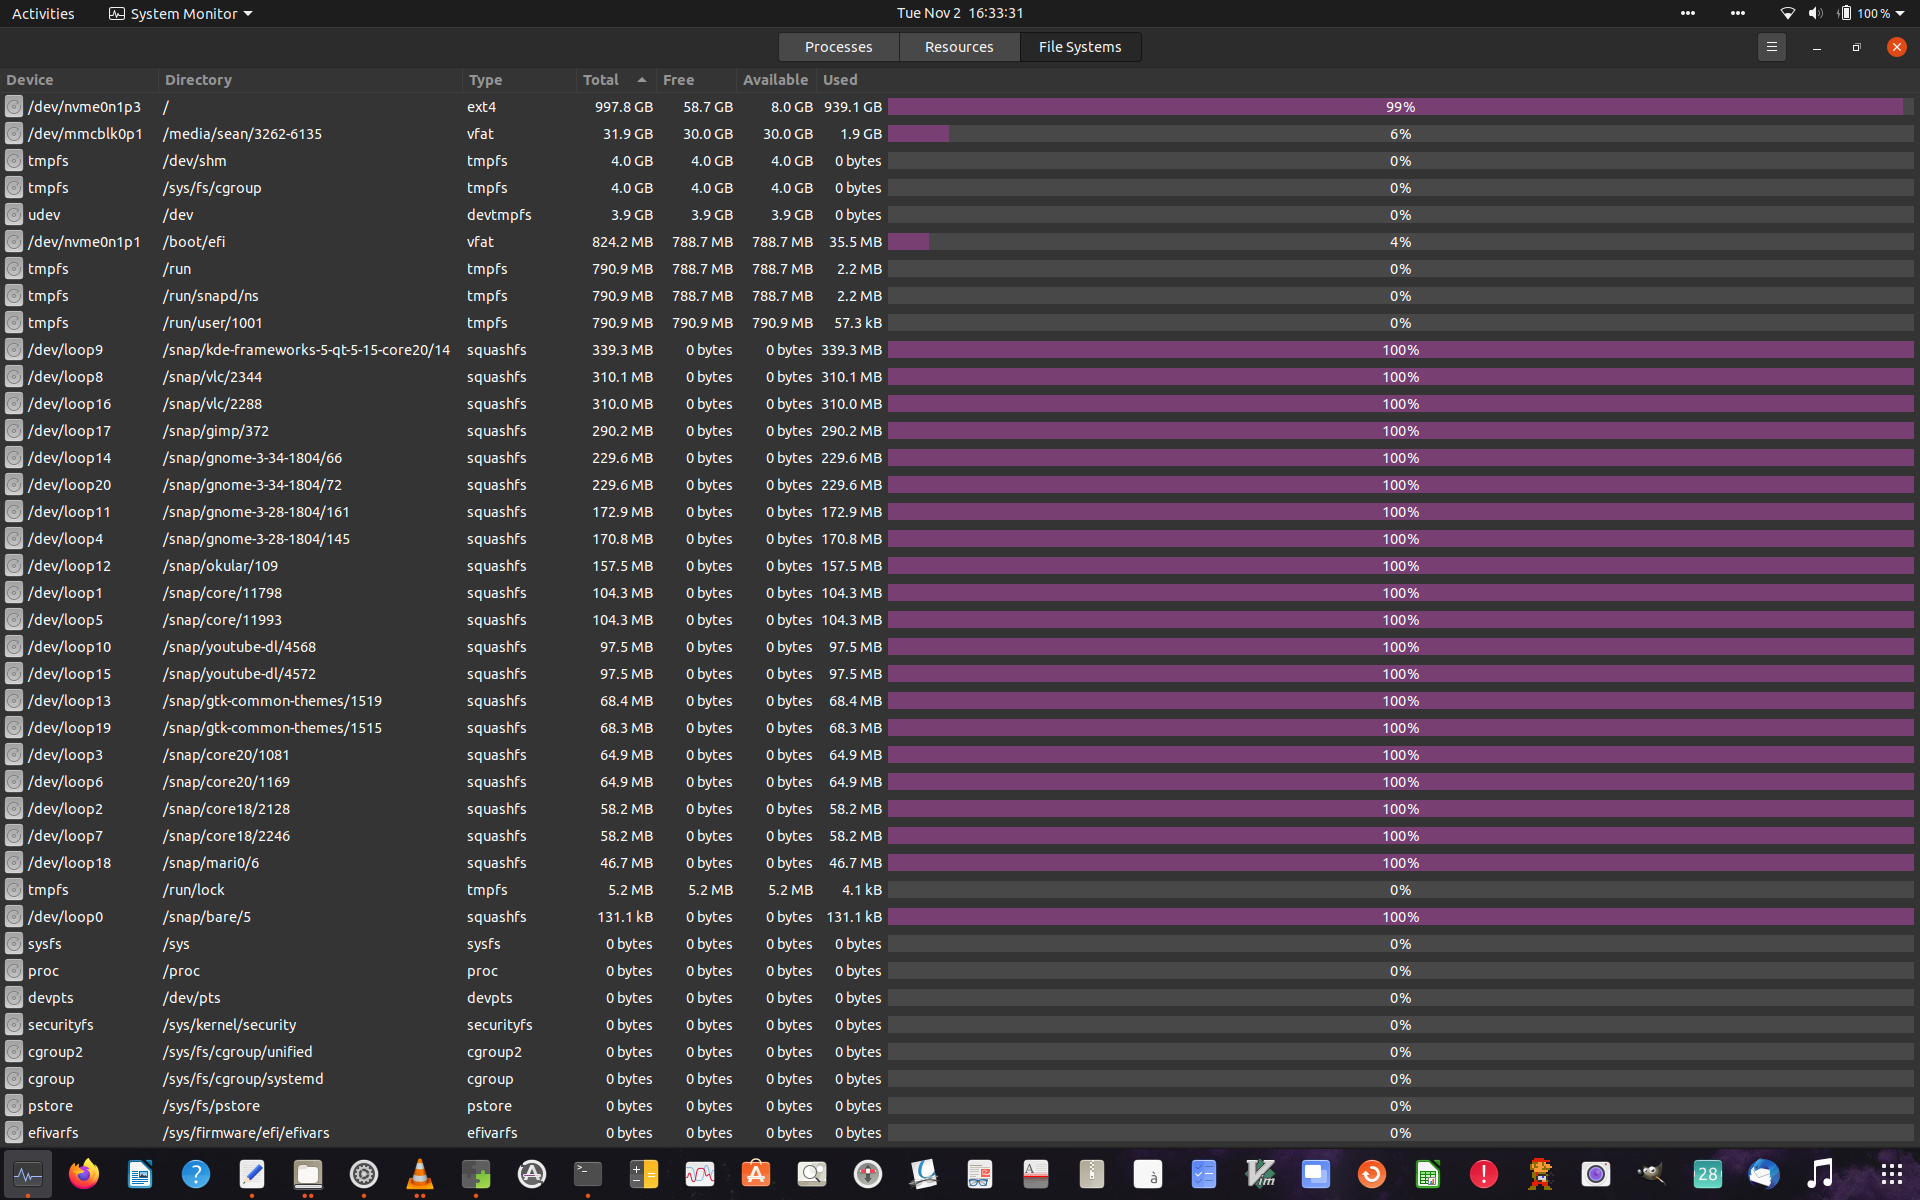 Activities System Monitor Tue Nov 2 16:33:31 100 %
Processes Resources File Systems
Device Directory Type Total Free Available Used
/dev/nvme0n1p3 / ext4 997.8 GB 58.7 GB 8.0 GB 939.1 GB 99%
/dev/mmcblk0p1 /media/sean/3262-6135 vfat 31.9 GB 30.0 GB 30.0 GB 1.9 GB 6%
tmpfs /dev/shm tmpfs 4.0 GB 4.0 GB 4.0 GB 0 bytes 0%
tmpfs /sys/fs/cgroup tmpfs 4.0 GB 4.0 GB 4.0 GB 0 bytes 0%
udev /dev devtmpfs 3.9 GB 3.9 GB 3.9 GB 0 bytes 0%
/dev/nvme0n1p1 /boot/efi vfat 824.2 MB 788.7 MB 788.7 MB 35.5 MB 4%
tmpfs /run tmpfs 790.9 MB 788.7 MB 788.7 MB 2.2 MB 0%
tmpfs /run/snapd/ns tmpfs 790.9 MB 788.7 MB 788.7 MB 2.2 MB 0%
tmpfs /run/user/1001 tmpfs 790.9 MB 790.9 MB 790.9 MB 57.3 kB 0%
/dev/loop9 /snap/kde-frameworks-5-qt-5-15-core20/14 squashfs 339.3 MB 0 bytes 0 bytes 339.3 MB 100%
/dev/loop8 /snap/vlc/2344 squashfs 310.1 MB 0 bytes 0 bytes 310.1 MB 100%
/dev/loop16 /snap/vlc/2288 squashfs 310.0 MB 0 bytes 0 bytes 310.0 MB 100%
/dev/loop17 /snap/gimp/372 squashfs 290.2 MB 0 bytes 0 bytes 290.2 MB 100%
/dev/loop14 /snap/gnome-3-34-1804/66 squashfs 229.6 MB 0 bytes 0 bytes 229.6 MB 100%
/dev/loop20 /snap/gnome-3-34-1804/72 squashfs 229.6 MB 0 bytes 0 bytes 229.6 MB 100%
/dev/loop11 /snap/gnome-3-28-1804/161 squashfs 172.9 MB 0 bytes 0 bytes 172.9 MB 100%
/dev/loop4 /snap/gnome-3-28-1804/145 squashfs 170.8 MB 0 bytes 0 bytes 170.8 MB 100%
/dev/loop12 /snap/okular/109 squashfs 157.5 MB 0 bytes 0 bytes 157.5 MB 100%
/dev/loop1 /snap/core/11798 squashfs 104.3 MB 0 bytes 0 bytes 104.3 MB 100%
/dev/loop5 /snap/core/11993 squashfs 104.3 MB 0 bytes 0 bytes 104.3 MB 100%
/dev/loop10 /snap/youtube-dl/4568 squashfs 97.5 MB 0 bytes 0 bytes 97.5 MB 100%
/dev/loop15 /snap/youtube-dl/4572 squashfs 97.5 MB 0 bytes 0 bytes 97.5 MB 100%
/dev/loop13 /snap/gtk-common-themes/1519 squashfs 68.4 MB 0 bytes 0 bytes 68.4 MB 100%
/dev/loop19 /snap/gtk-common-themes/1515 squashfs 68.3 MB 0 bytes 0 bytes 68.3 MB 100%
/dev/loop3 /snap/core20/1081 squashfs 64.9 MB 0 bytes 0 bytes 64.9 MB 100%
/dev/loop6 /snap/core20/1169 squashfs 64.9 MB 0 bytes 0 bytes 64.9 MB 100%
/dev/loop2 /snap/core18/2128 squashfs 58.2 MB 0 bytes 0 bytes 58.2 MB 100%
/dev/loop7 /snap/core18/2246 squashfs 58.2 MB 0 bytes 0 bytes 58.2 MB 100%
/dev/loop18 /snap/mari0/6 squashfs 46.7 MB 0 bytes 0 bytes 46.7 MB 100%
tmpfs /run/lock tmpfs 5.2 MB 5.2 MB 5.2 MB 4.1 kB 0%
/dev/loop0 /snap/bare/5 squashfs 131.1 kB 0 bytes 0 bytes 131.1 kB 100%
sysfs /sys sysfs 0 bytes 0 bytes 0 bytes 0 bytes 0%
proc /proc proc 0 bytes 0 bytes 0 bytes 0 bytes 0%
devpts /dev/pts devpts 0 bytes 0 bytes 0 bytes 0 bytes 0%
securityfs /sys/kernel/security securityfs 0 bytes 0 bytes 0 bytes 0 bytes 0%
cgroup2 /sys/fs/cgroup/unified cgroup2 0 bytes 0 bytes 0 bytes 0 bytes 0%
cgroup /sys/fs/cgroup/systemd cgroup 0 bytes 0 bytes 0 bytes 0 bytes 0%
pstore /sys/fs/pstore pstore 0 bytes 0 bytes 0 bytes 0 bytes 0%
efivarfs /sys/firmware/efi/efivars efivarfs 0 bytes 0 bytes 0 bytes 0 bytes 0%
à Vim 28